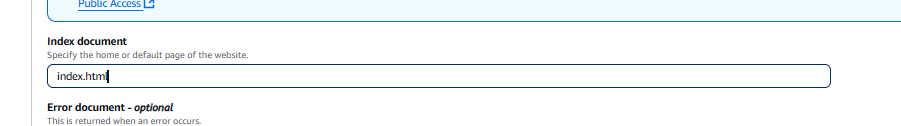 Public Access
Index document
Specify the home or default page of the website.
index.html
Error document - optional
This is returned when an error occurs.